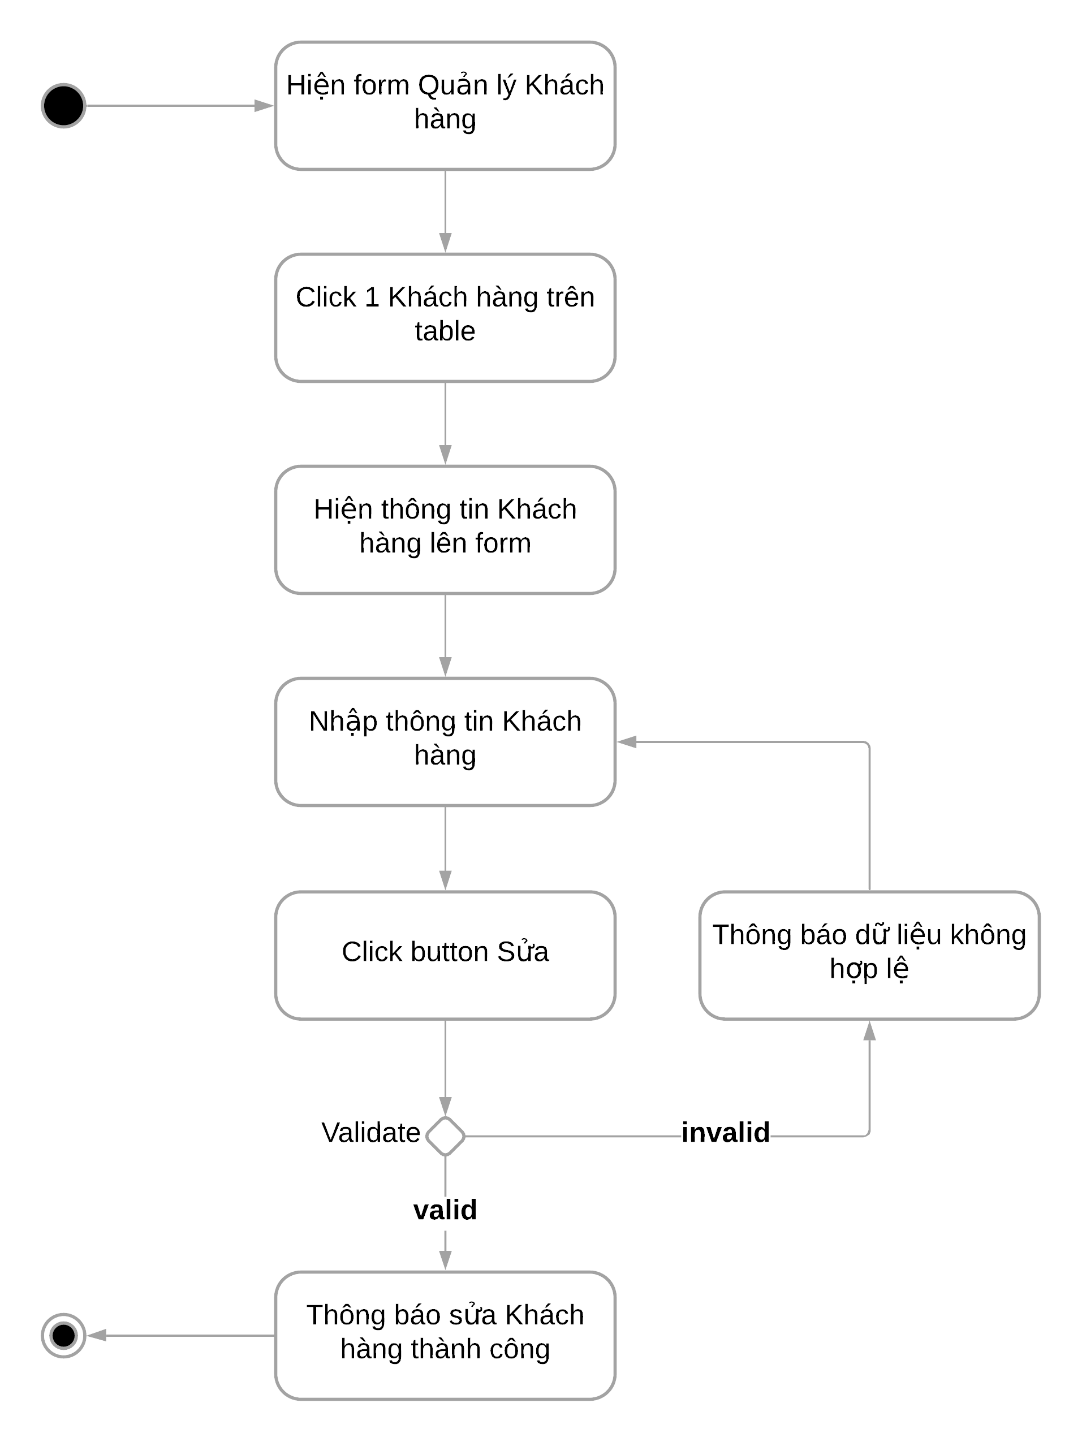 Hiện form Quản lý Khách
hàng
Click 1 Khách hàng trên
table
Hiện thông tin Khách
hàng lên form
Nhập thông tin Khách
hàng
Click button Sửa
Thông báo dữ liệu không
hợp lệ
Validate
invalid
valid
Thông báo sửa Khách
hàng thành công